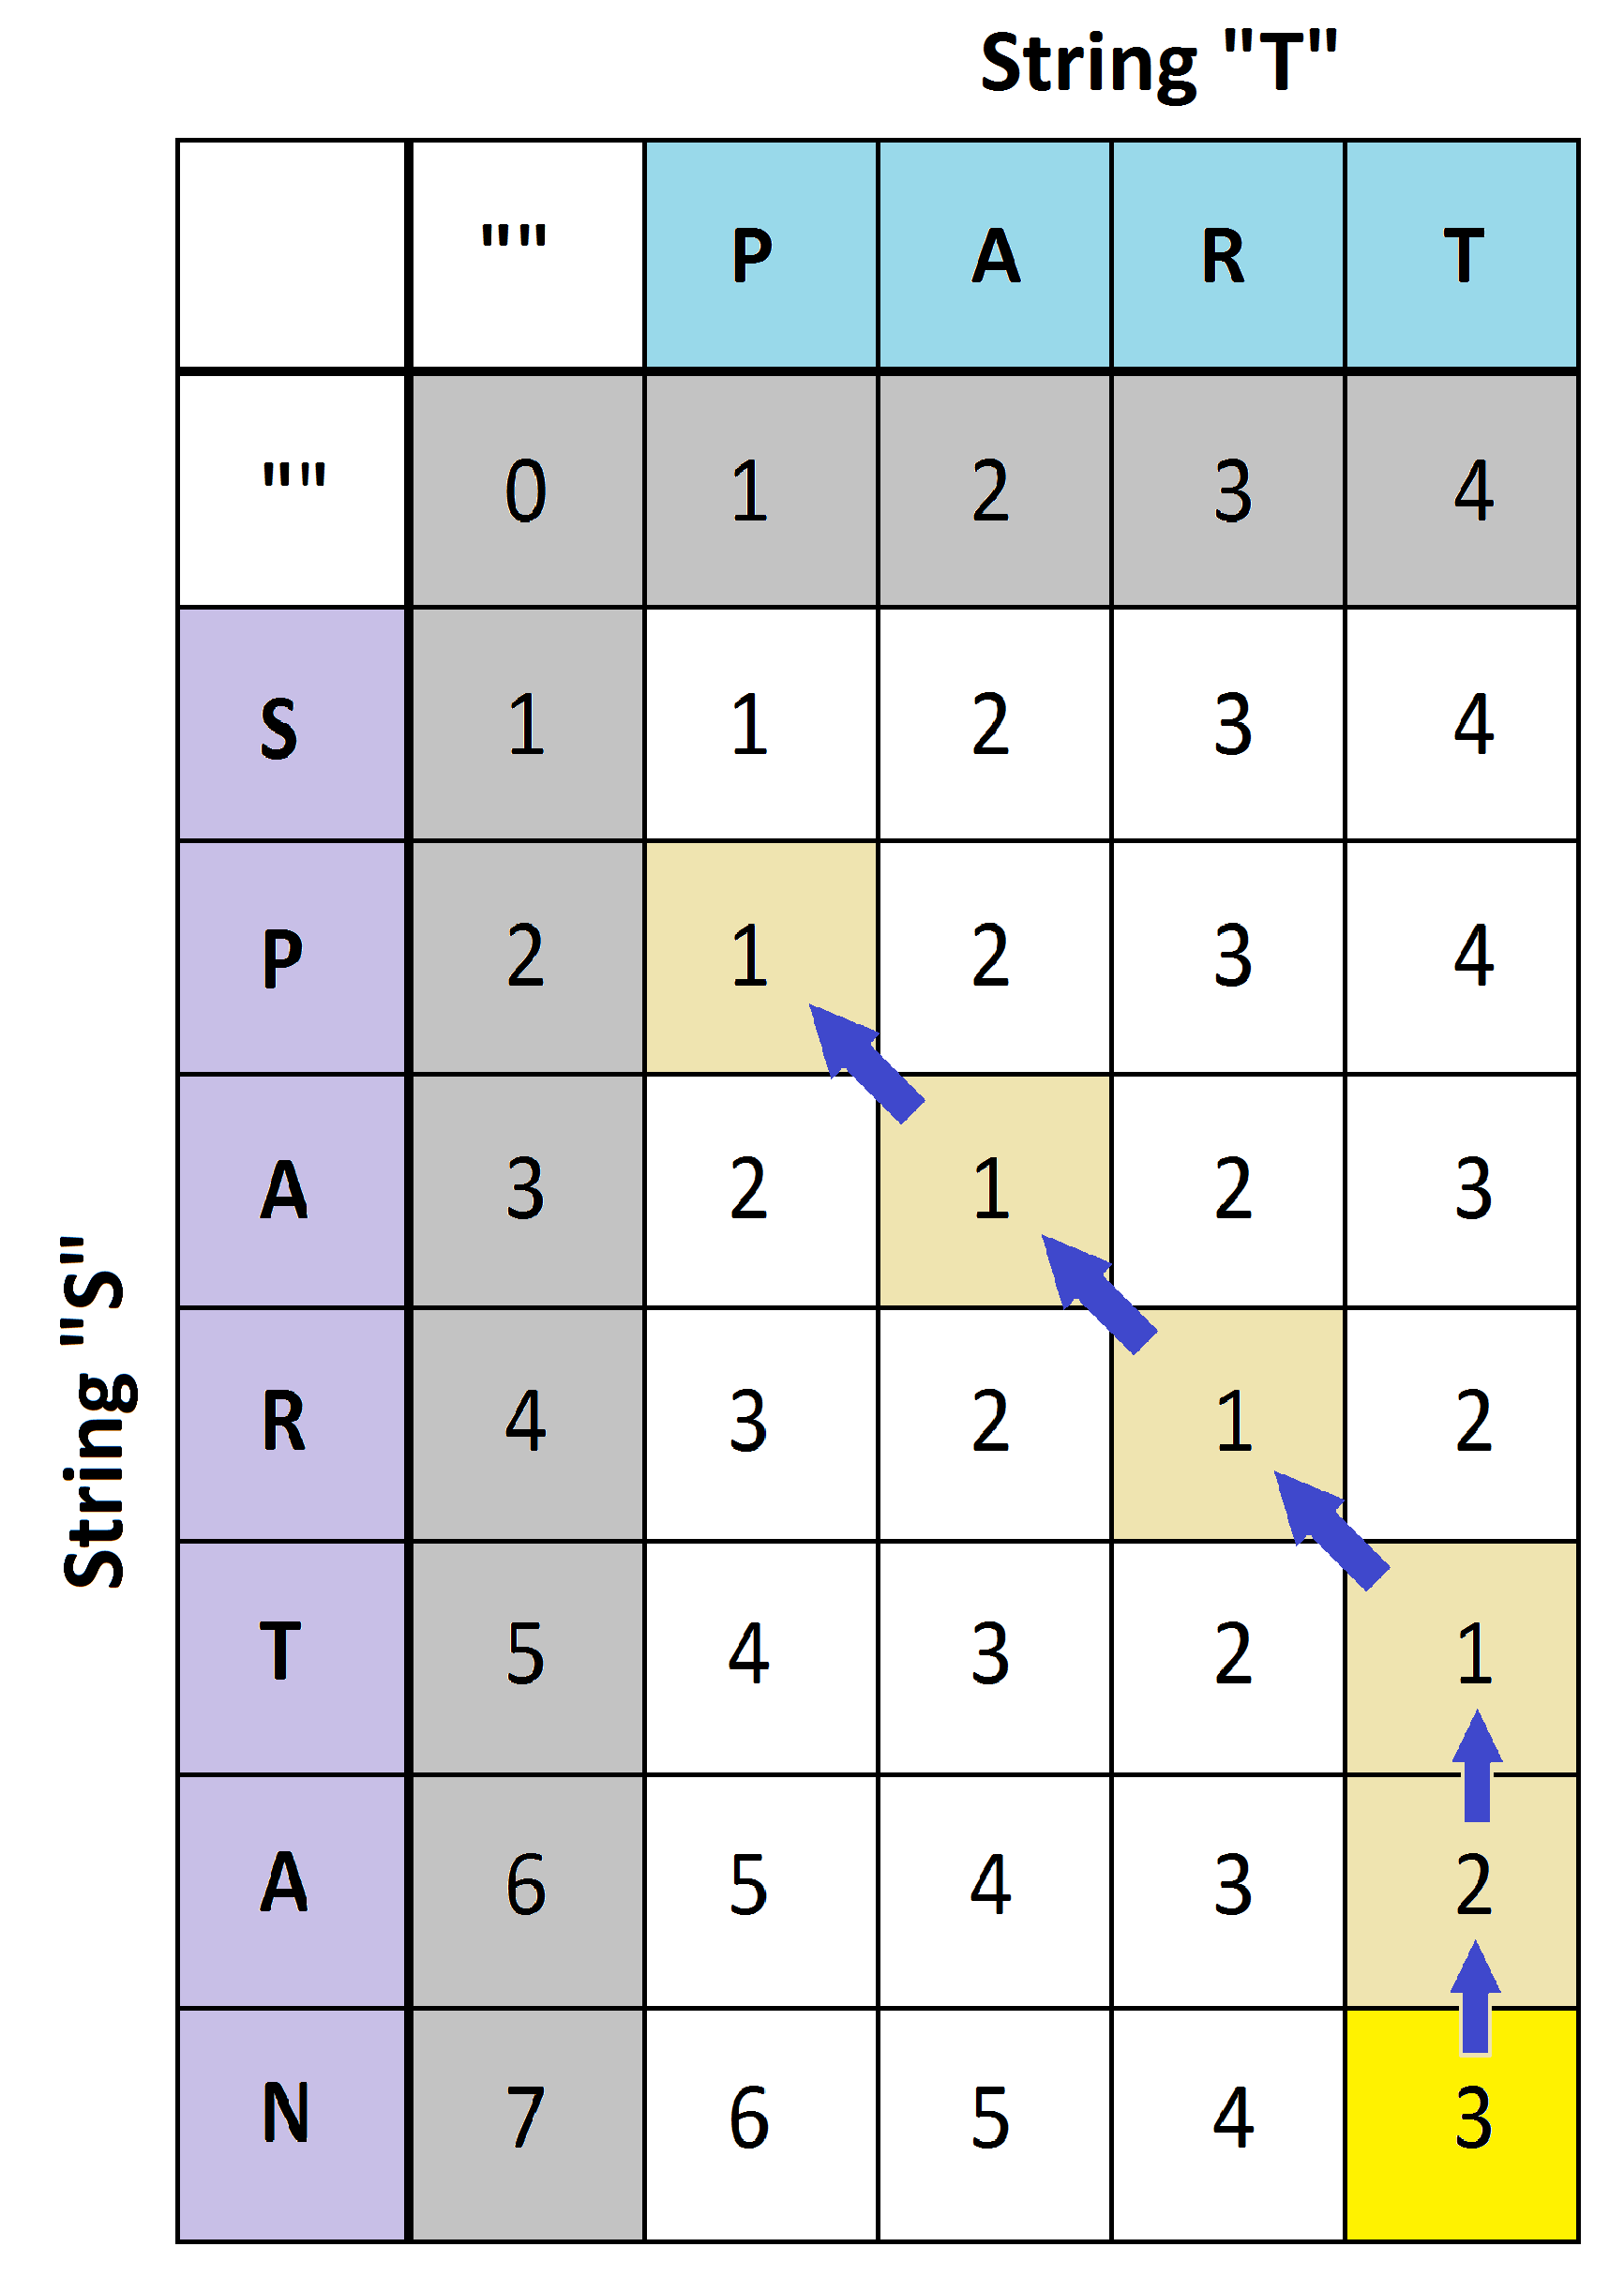 String "T"
"" P A R T
"" 0 1 2 3 4
S 1 1 2 3 4
P 2 1 2 3 4
A 3 2 1 2 3
R 4 3 2 1 2
T 5 4 3 2 1
A 6 5 4 3 2
N 7 6 5 4 3
String "S"